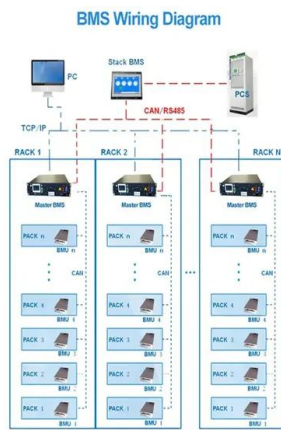 BMS Wiring Diagram
PC
Stack BMS
PCS
CAN/RS485
TCP/IP
RACK 1
RACK 2
RACK N
Master BMS
Master BMS
Master BMS
PACK n
BMU n
PACK n
BMU n
PACK n
BMU n
CAN
CAN
CAN
PACK 4
BMU 4
PACK 4
BMU 4
PACK 4
BMU 4
PACK 3
BMU 3
PACK 3
BMU 3
PACK 3
BMU 3
PACK 2
BMU 2
PACK 2
BMU 2
PACK 2
BMU 2
PACK 1
BMU 1
PACK 1
BMU 1
PACK 1
BMU 1